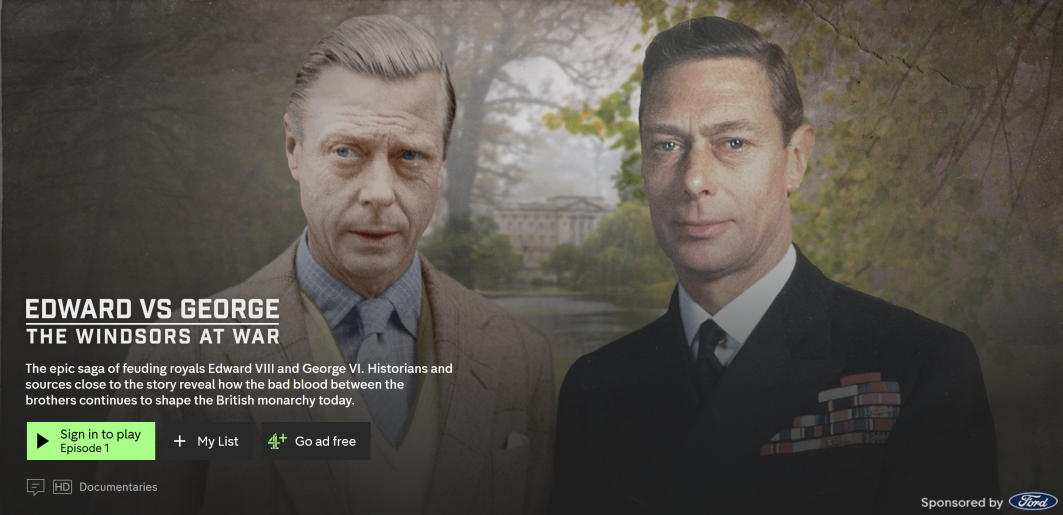 EDWARD VS GEORGE
THE WINDSORS AT WAR
The epic saga of feuding royals Edward VIII and George VI. Historians and
sources close to the story reveal how the bad blood between the
brothers continues to shape the British monarchy today.
Sign in to play
Episode 1
+ My List
4+ Go ad free
HD Documentaries
Sponsored by Ford